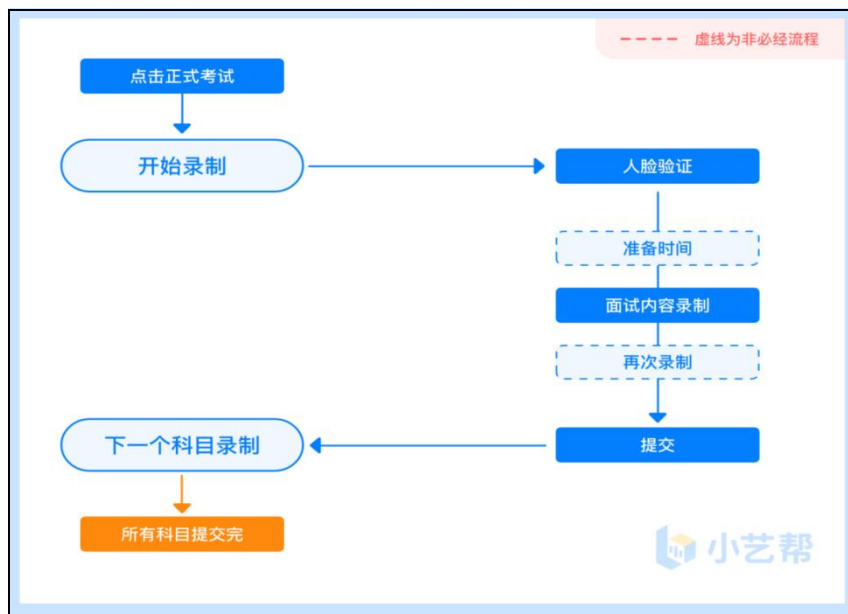 虚线为非必经流程
点击正式考试
开始录制
人脸验证
准备时间
面试内容录制
再次录制
下一个科目录制
提交
所有科目提交完
小艺帮